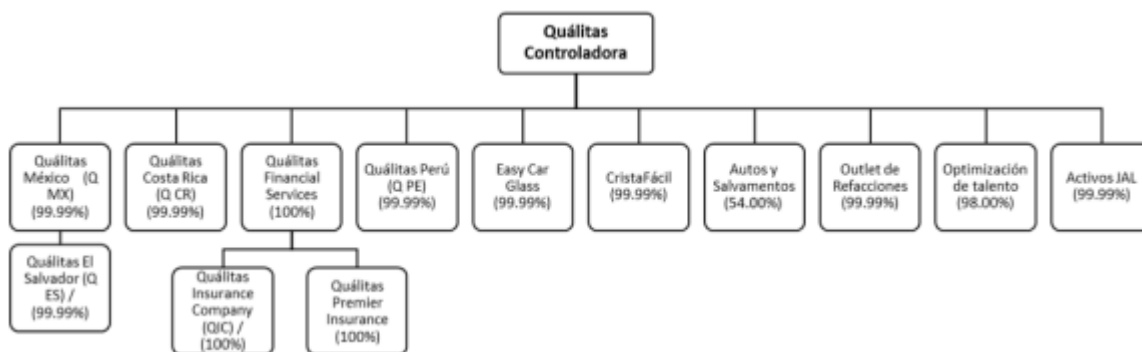 Quálitas
Controladora
Quálitas
México (Q
MX)
(99.99%)
Quálitas
Costa Rica
(Q CR)
(99.99%)
Quálitas
Financial
Services
(100%)
Quálitas Perú
(Q PE)
(99.99%)
Easy Car
Glass
(99.99%)
CristaFácil
(99.99%)
Autos y
Salvamentos
(54.00%)
Outlet de
Refacciones
(99.99%)
Optimización
de talento
(98.00%)
Activos JAL
(99.99%)
Quálitas El
Salvador (Q
ES) /
(99.99%)
Quálitas
Insurance
Company
(QIC) /
(100%)
Quálitas
Premier
Insurance
(100%)